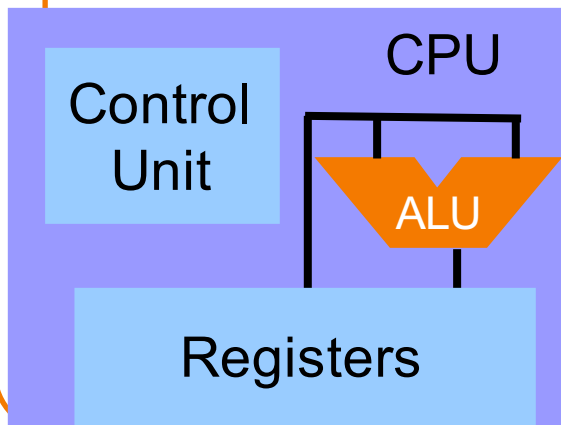 CPU
Control
Unit
ALU
Registers